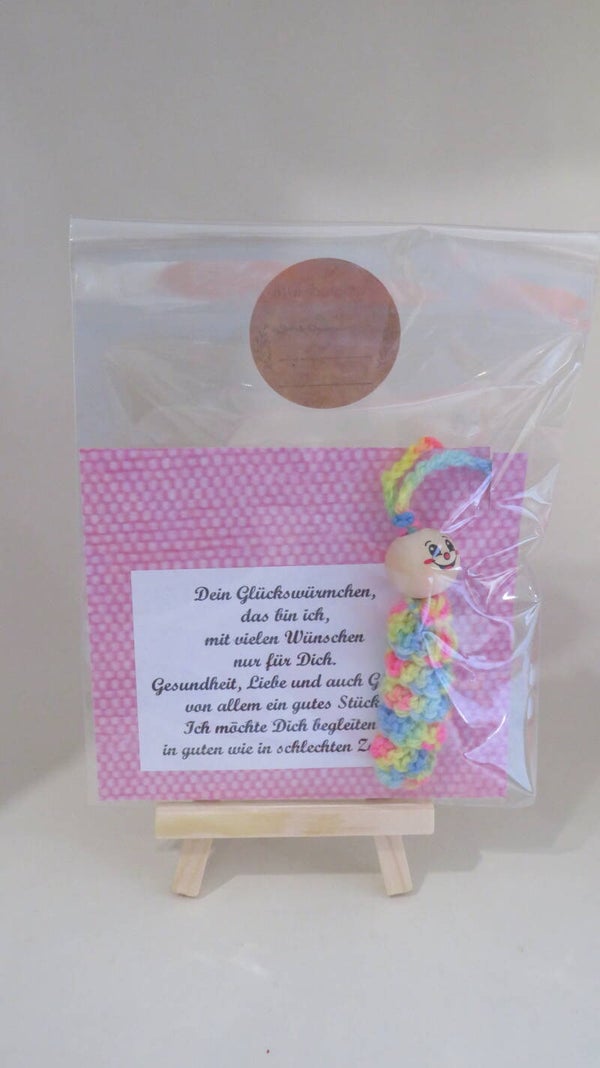 Dein Glückswürmchen,
das bin ich,
mit vielen Wünschen
nur für Dich.
Gesundheit, Liebe und auch G
von allem ein gutes Stück
Ich möchte Dich begleiten
in guten wie in schlechten Z